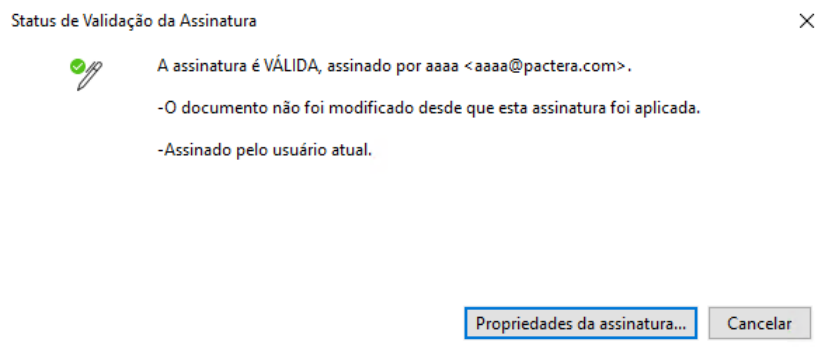 Status de Validação da Assinatura
A assinatura é VÁLIDA, assinado por aaaa <aaaa@pactera.com>.
-O documento não foi modificado desde que esta assinatura foi aplicada.
-Assinado pelo usuário atual.
Propriedades da assinatura...
Cancelar